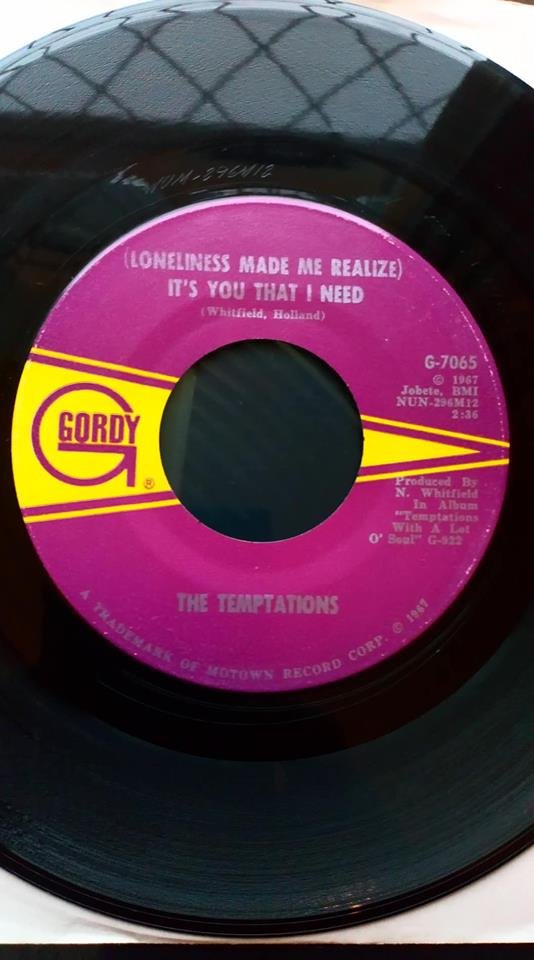 NUM-296M12
(LONELINESS MADE ME REALIZE)
IT'S YOU THAT I NEED
(Whitfield, Holland)
G-7065
© 1967
Jobete, BMI
NUN-296M12
2:36
GORDY
G
®
Produced By
N. Whitfield
In Album
"Temptations
With A Lot
O' Soul" G-922
THE TEMPTATIONS
A TRADEMARK OF MOTOWN RECORD CORP. © 1967